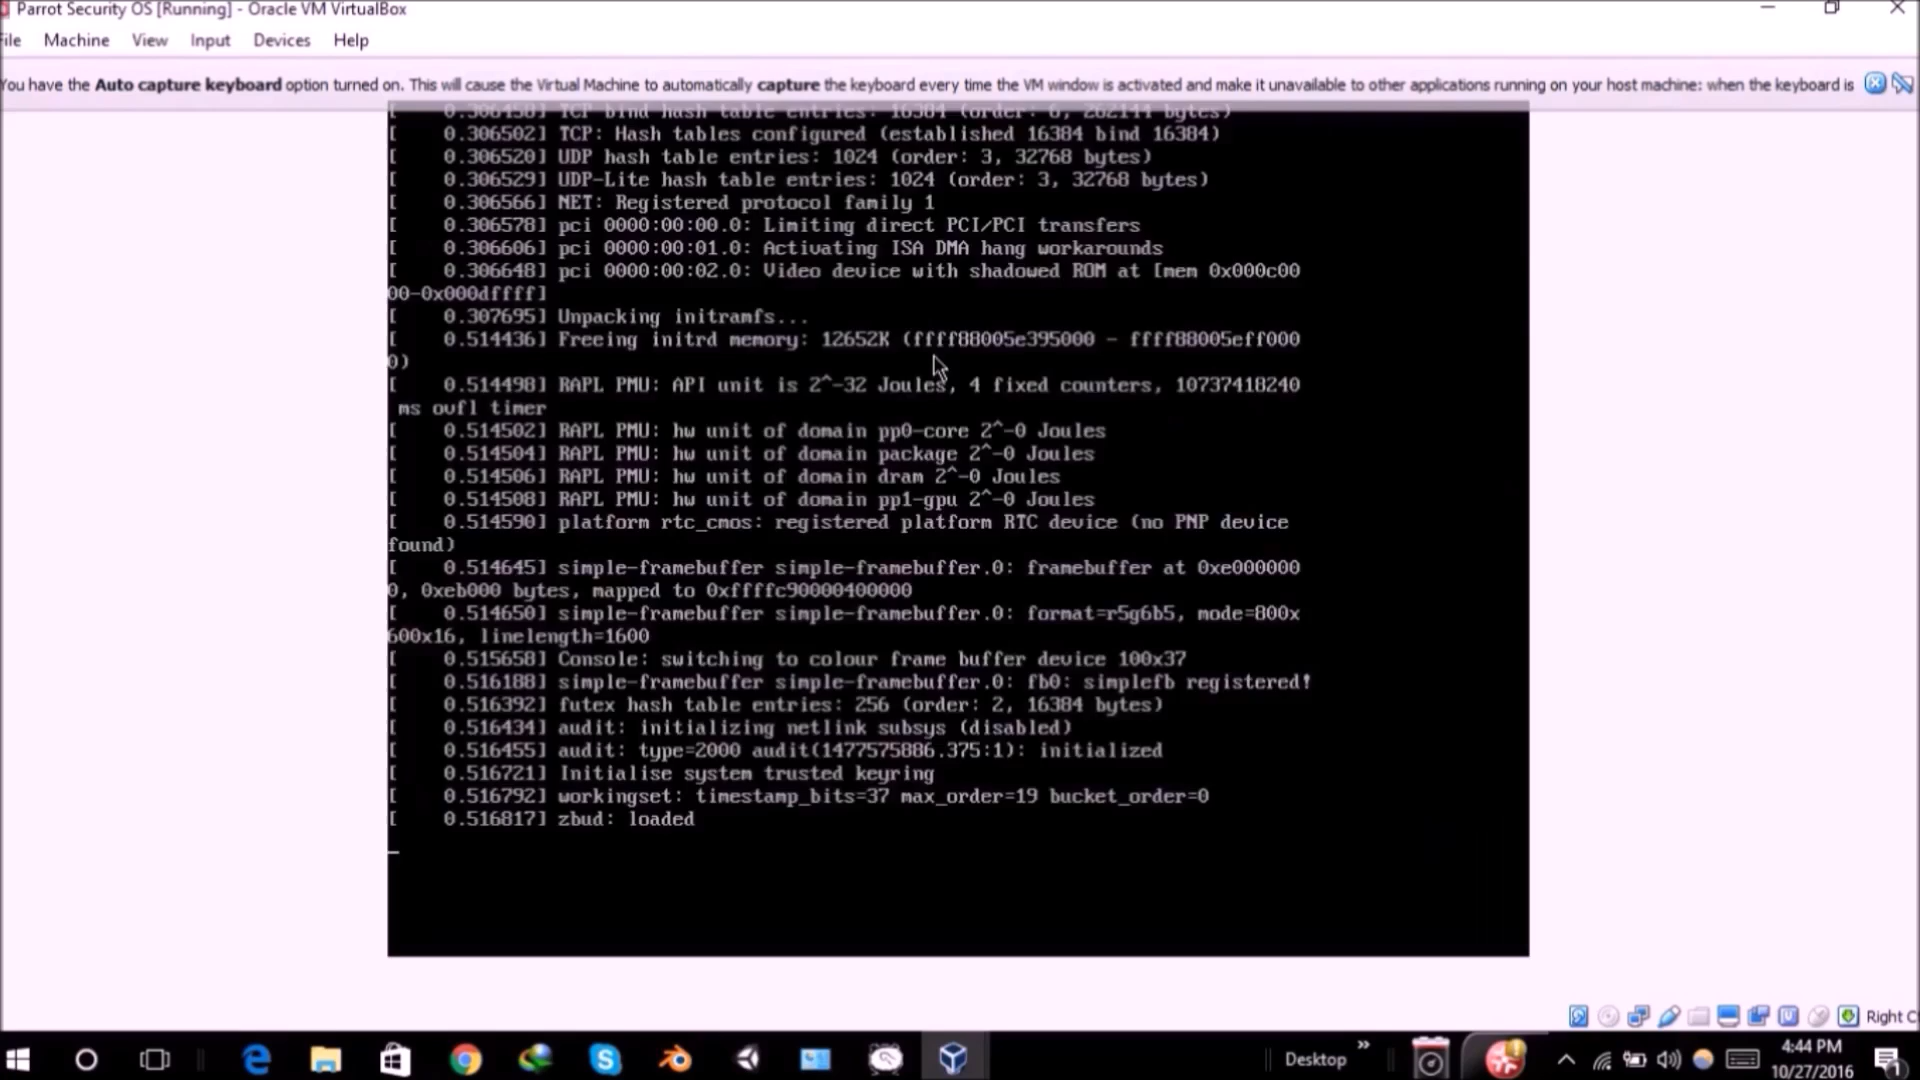 Parrot Security OS [Running] - Oracle VM VirtualBox
File Machine View Input Devices Help
You have the Auto capture keyboard option turned on. This will cause the Virtual Machine to automatically capture the keyboard every time the VM window is activated and make it unavailable to other applications running on your host machine: when the keyboard is
[    0.306458] TCP bind hash table entries: 16384 (order: 6, 262144 bytes)
[    0.306502] TCP: Hash tables configured (established 16384 bind 16384)
[    0.306520] UDP hash table entries: 1024 (order: 3, 32768 bytes)
[    0.306529] UDP-Lite hash table entries: 1024 (order: 3, 32768 bytes)
[    0.306566] NET: Registered protocol family 1
[    0.306578] pci 0000:00:00.0: Limiting direct PCI/PCI transfers
[    0.306606] pci 0000:00:01.0: Activating ISA DMA hang workarounds
[    0.306648] pci 0000:00:02.0: Video device with shadowed ROM at [mem 0x000c00
00-0x000dffff]
[    0.307695] Unpacking initramfs...
[    0.514436] Freeing initrd memory: 12652K (ffff88005e395000 - ffff88005eff000
0)
[    0.514498] RAPL PMU: API unit is 2^-32 Joules, 4 fixed counters, 10737418240
 ms ovfl timer
[    0.514502] RAPL PMU: hw unit of domain pp0-core 2^-0 Joules
[    0.514504] RAPL PMU: hw unit of domain package 2^-0 Joules
[    0.514506] RAPL PMU: hw unit of domain dram 2^-0 Joules
[    0.514508] RAPL PMU: hw unit of domain pp1-gpu 2^-0 Joules
[    0.514590] platform rtc_cmos: registered platform RTC device (no PNP device
found)
[    0.514645] simple-framebuffer simple-framebuffer.0: framebuffer at 0xe000000
0, 0xeb000 bytes, mapped to 0xffffc90000400000
[    0.514650] simple-framebuffer simple-framebuffer.0: format=r5g6b5, mode=800x
600x16, linelength=1600
[    0.515658] Console: switching to colour frame buffer device 100x37
[    0.516188] simple-framebuffer simple-framebuffer.0: fb0: simplefb registered!
[    0.516392] futex hash table entries: 256 (order: 2, 16384 bytes)
[    0.516434] audit: initializing netlink subsys (disabled)
[    0.516455] audit: type=2000 audit(1477575886.375:1): initialized
[    0.516721] Initialise system trusted keyring
[    0.516792] workingset: timestamp_bits=37 max_order=19 bucket_order=0
[    0.516817] zbud: loaded
Right C
Desktop
4:44 PM
10/27/2016
1